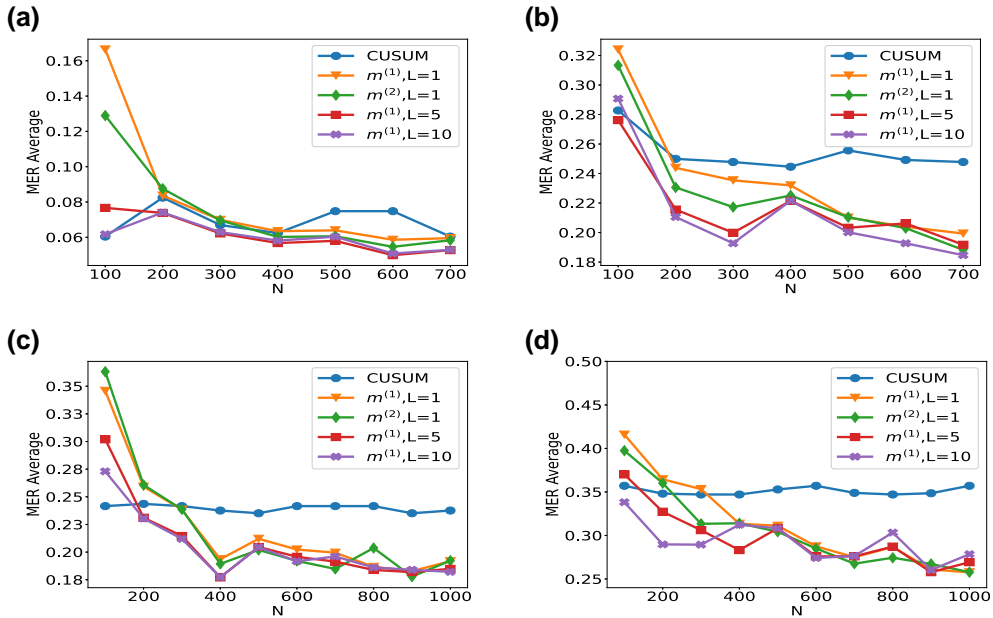 (a)
MER Average
0.16
0.14
0.12
0.10
0.08
0.06
100 200 300 400 500 600 700
N
CUSUM
m^(1),L=1
m^(2),L=1
m^(1),L=5
m^(1),L=10
(b)
MER Average
0.32
0.30
0.28
0.26
0.24
0.22
0.20
0.18
100 200 300 400 500 600 700
N
CUSUM
m^(1),L=1
m^(2),L=1
m^(1),L=5
m^(1),L=10
(c)
MER Average
0.35
0.33
0.30
0.28
0.25
0.23
0.20
0.18
200 400 600 800 1000
N
CUSUM
m^(1),L=1
m^(2),L=1
m^(1),L=5
m^(1),L=10
(d)
MER Average
0.50
0.45
0.40
0.35
0.30
0.25
200 400 600 800 1000
N
CUSUM
m^(1),L=1
m^(2),L=1
m^(1),L=5
m^(1),L=10